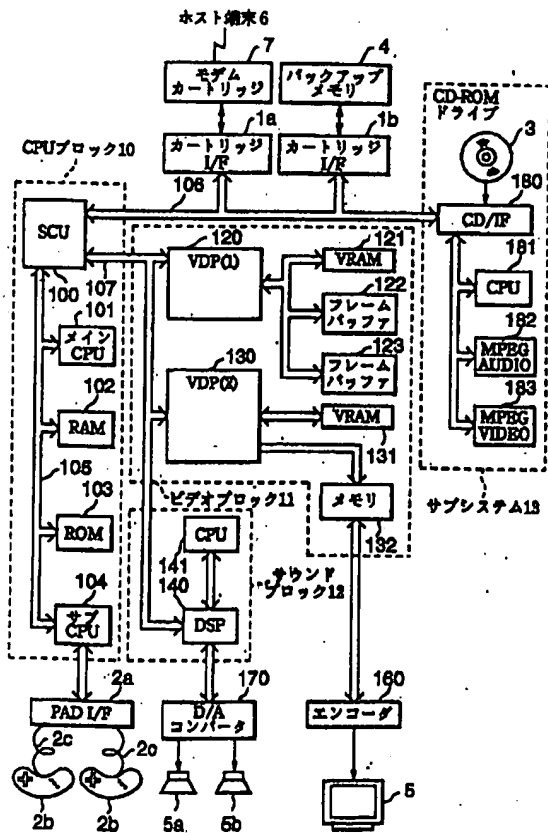 ホスト端末6
7
4
モデム
カートリッジ
バックアップ
メモリ
CD-ROM
ドライブ
1a
1b
3
カートリッジ
I/F
カートリッジ
I/F
CPUブロック10
106
180
SCU
CD/IF
120
VDP(1)
121
VRAM
181
CPU
107
100
101
メイン
CPU
122
フレーム
バッファ
182
MPEG
AUDIO
130
VDP(2)
123
フレーム
バッファ
183
MPEG
VIDEO
102
RAM
VRAM
131
105
103
ROM
ビデオブロック11
メモリ
132
サブシステム13
CPU
141
サウンド
ブロック12
104
サブ
CPU
140
DSP
2a
PAD I/F
170
D/A
コンバータ
160
エンコーダ
2c
2c
2b
2b
5a
5b
5